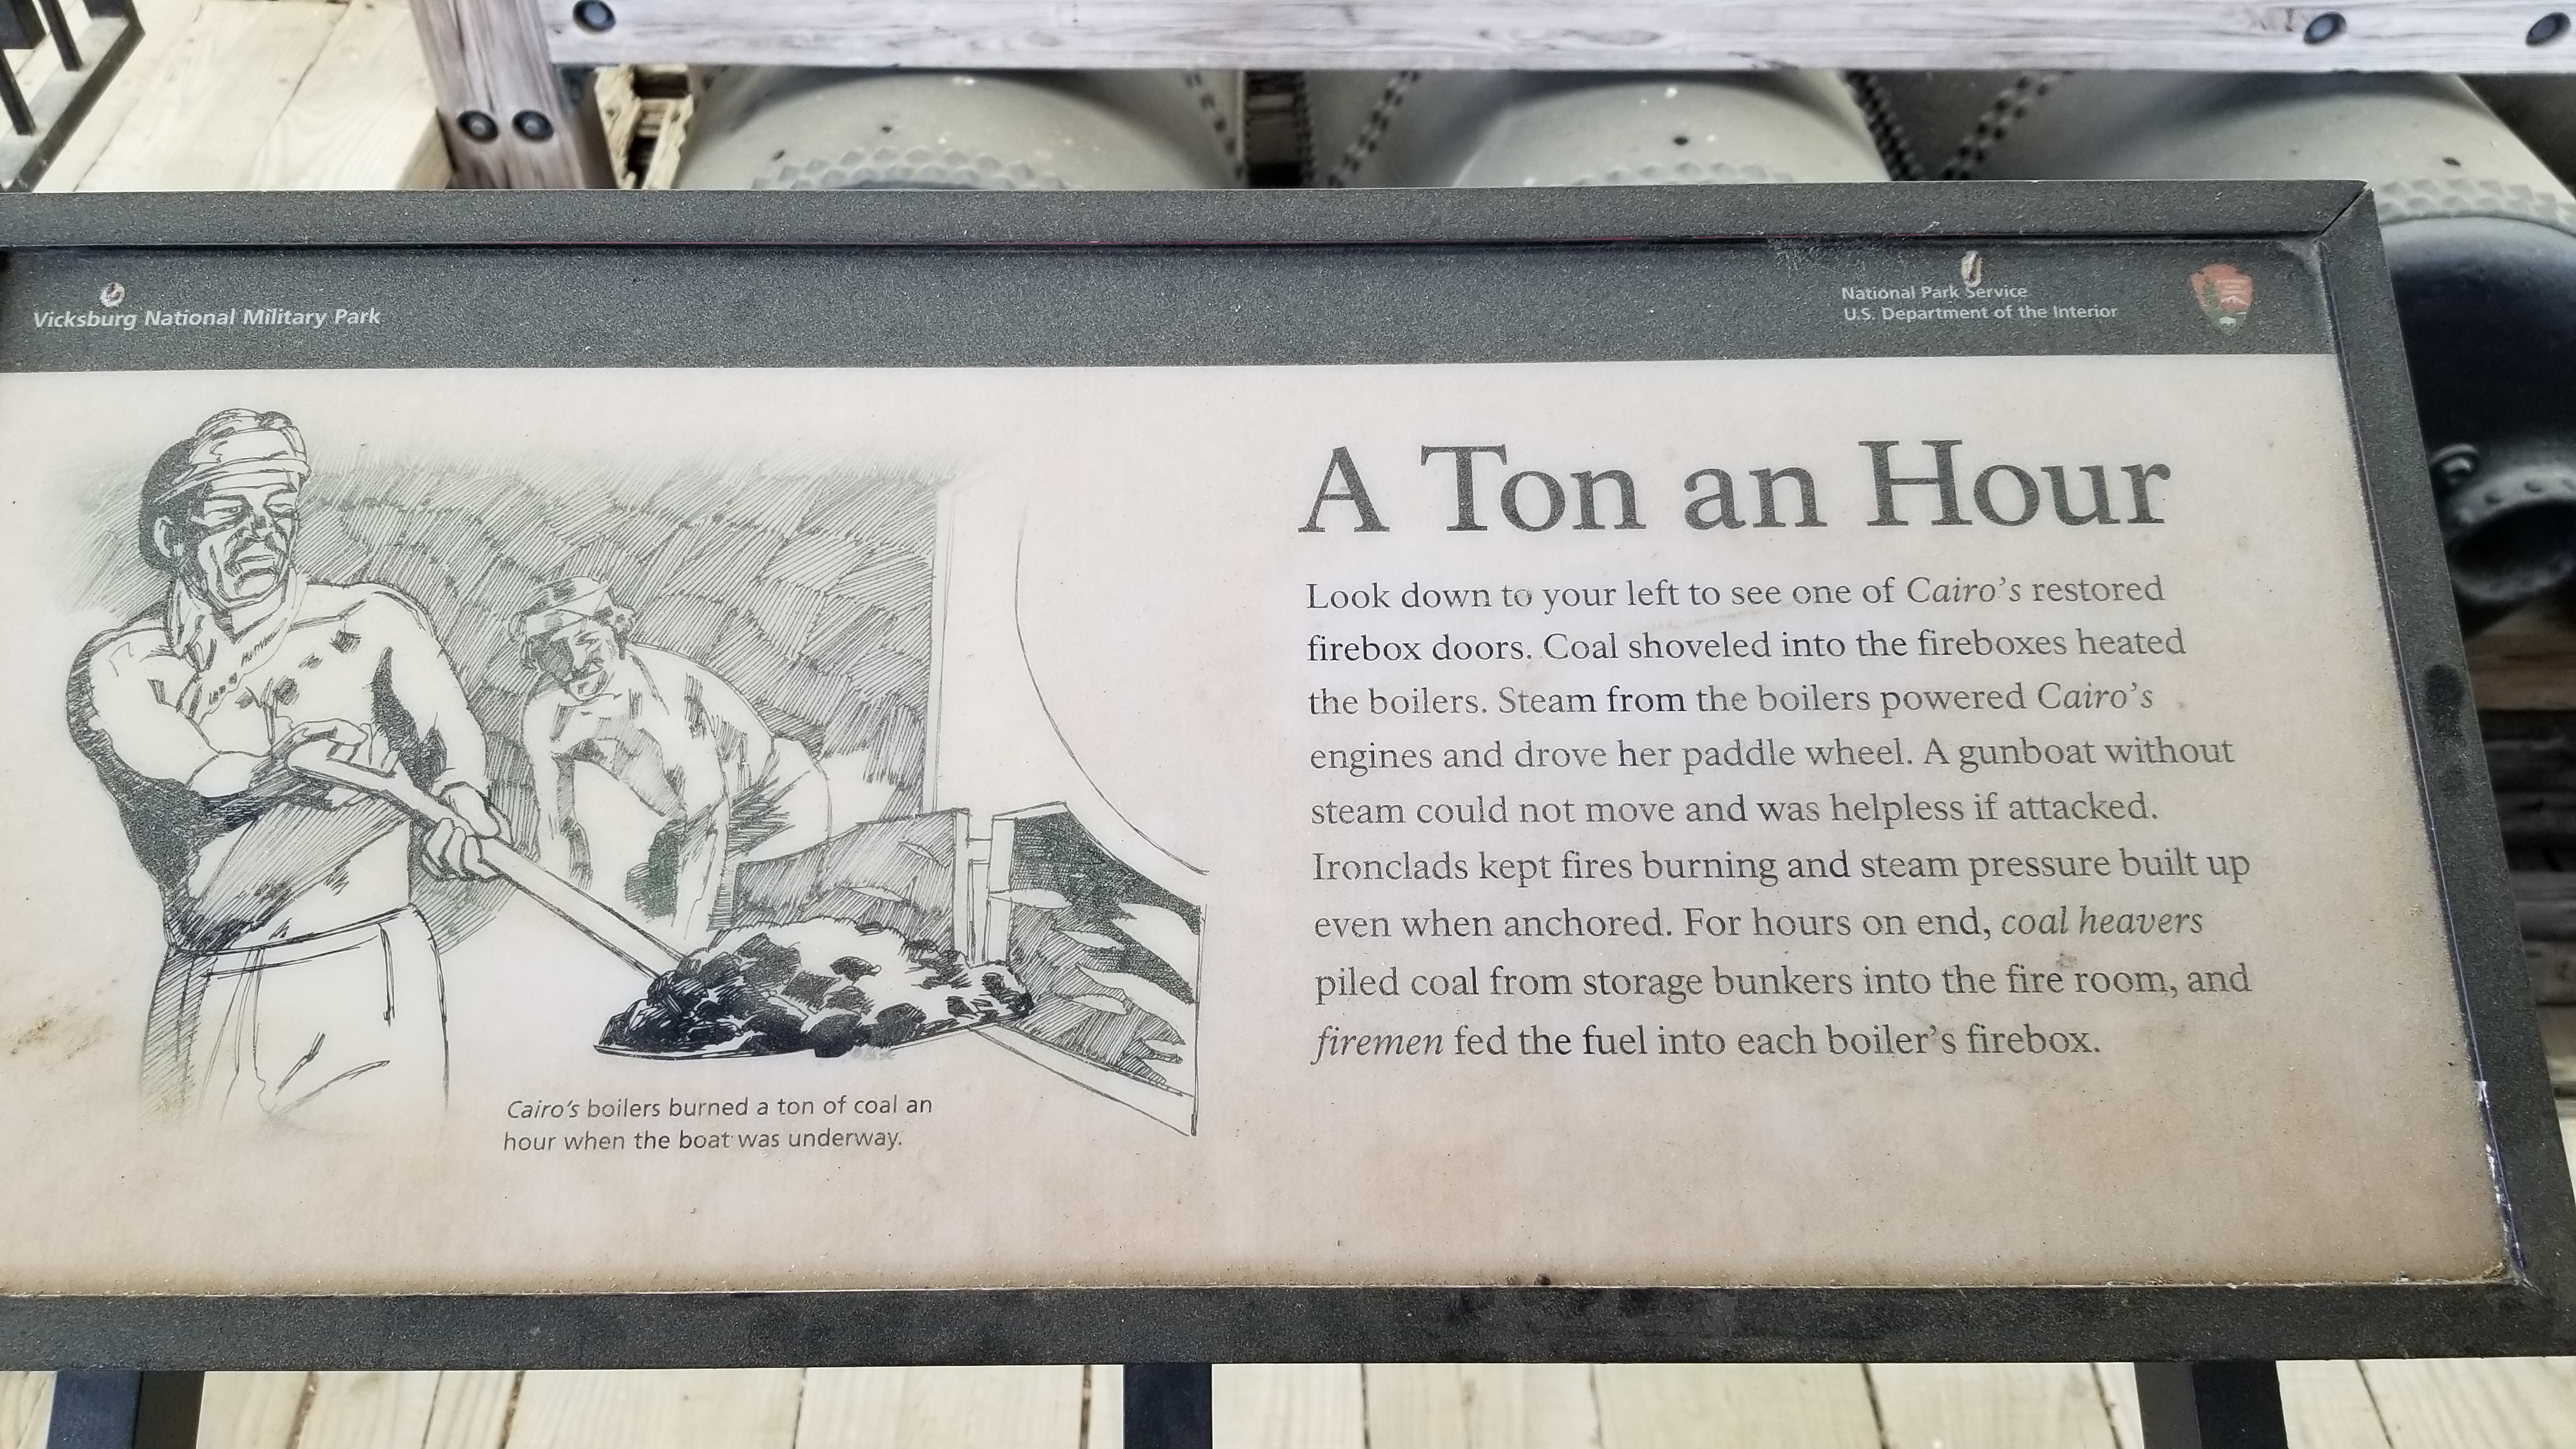 Vicksburg National Military Park
National Park Service
U.S. Department of the Interior
A Ton an Hour
Look down to your left to see one of Cairo's restored
firebox doors. Coal shoveled into the fireboxes heated
the boilers. Steam from the boilers powered Cairo's
engines and drove her paddle wheel. A gunboat without
steam could not move and was helpless if attacked.
Ironclads kept fires burning and steam pressure built up
even when anchored. For hours on end, coal heavers
piled coal from storage bunkers into the fire room, and
firemen fed the fuel into each boiler's firebox.
Cairo's boilers burned a ton of coal an
hour when the boat was underway.